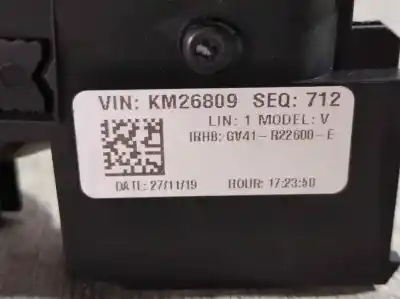 VIN: KM26809 SEQ: 712
LIN: 1 MODEL: V
IRHB: GV41-R22600-E
DATE: 27/11/19 HOUR: 17:23:50